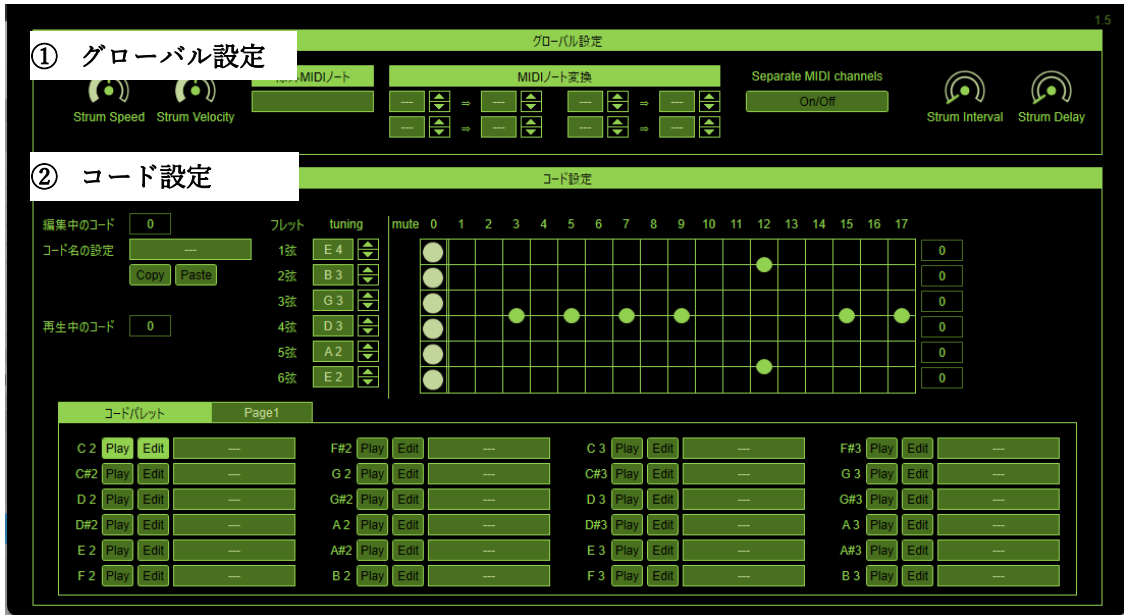 1.5
① グローバル設定
グローバル設定
MIDIノート
MIDIノート変換
Separate MIDI channels
--- ⇒ --- --- ⇒ ---
On/Off
Strum Speed Strum Velocity
Strum Interval Strum Delay
--- ⇒ --- --- ⇒ ---
② コード設定
コード設定
編集中のコード 0 フレット tuning mute 0 1 2 3 4 5 6 7 8 9 10 11 12 13 14 15 16 17
コード名の設定 --- 1弦 E 4 0
Copy Paste 2弦 B 3 0
3弦 G 3 0
再生中のコード 0 4弦 D 3 0
5弦 A 2 0
6弦 E 2 0
コードパレット Page1
C 2 Play Edit --- F#2 Play Edit --- C 3 Play Edit --- F#3 Play Edit ---
C#2 Play Edit --- G 2 Play Edit --- C#3 Play Edit --- G 3 Play Edit ---
D 2 Play Edit --- G#2 Play Edit --- D 3 Play Edit --- G#3 Play Edit ---
D#2 Play Edit --- A 2 Play Edit --- D#3 Play Edit --- A 3 Play Edit ---
E 2 Play Edit --- A#2 Play Edit --- E 3 Play Edit --- A#3 Play Edit ---
F 2 Play Edit --- B 2 Play Edit --- F 3 Play Edit --- B 3 Play Edit ---